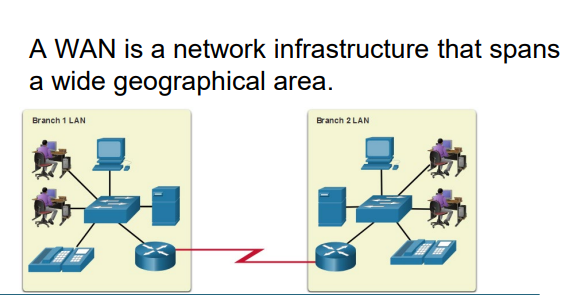 A WAN is a network infrastructure that spans
a wide geographical area.
Branch 1 LAN
Branch 2 LAN